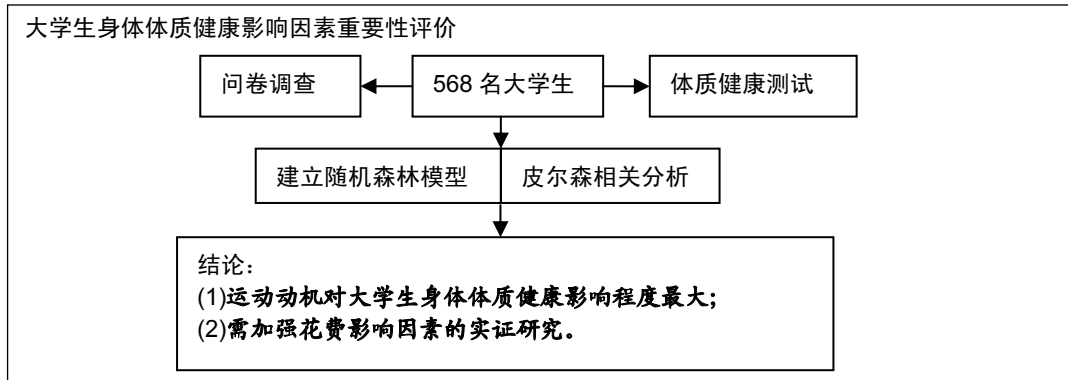 大学生身体体质健康影响因素重要性评价
问卷调查
568 名大学生
体质健康测试
建立随机森林模型
皮尔森相关分析
结论：
(1)运动动机对大学生身体体质健康影响程度最大；
(2)需加强花费影响因素的实证研究。